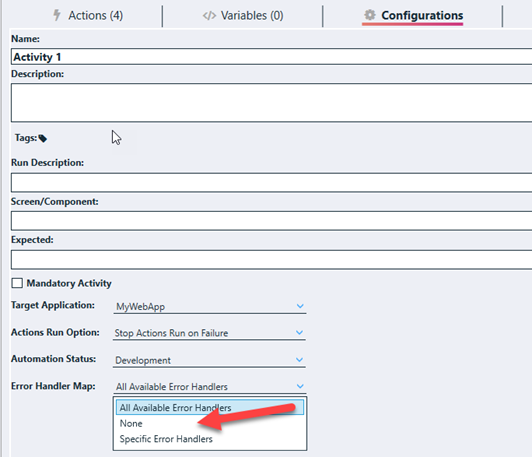 Actions (4) </> Variables (0) Configurations
Name:
Activity 1
Description:
Tags:
Run Description:
Screen/Component:
Expected:
Mandatory Activity
Target Application: MyWebApp
Actions Run Option: Stop Actions Run on Failure
Automation Status: Development
Error Handler Map: All Available Error Handlers
All Available Error Handlers
None
Specific Error Handlers